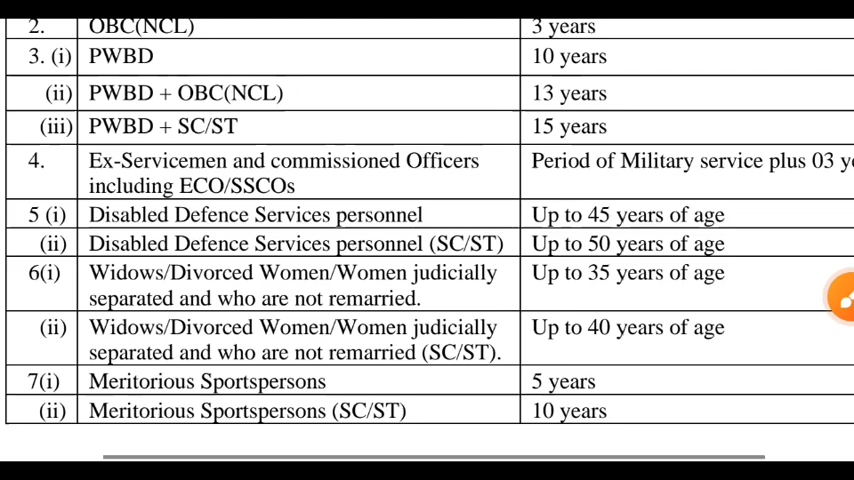 2. OBC(NCL) 3 years
3. (i) PWBD 10 years
(ii) PWBD + OBC(NCL) 13 years
(iii) PWBD + SC/ST 15 years
4. Ex-Servicemen and commissioned Officers Period of Military service plus 03
including ECO/SSCOs
5 (i) Disabled Defence Services personnel Up to 45 years of age
(ii) Disabled Defence Services personnel (SC/ST) Up to 50 years of age
6(i) Widows/Divorced Women/Women judicially Up to 35 years of age
separated and who are not remarried.
(ii) Widows/Divorced Women/Women judicially Up to 40 years of age
separated and who are not remarried (SC/ST).
7(i) Meritorious Sportspersons 5 years
(ii) Meritorious Sportspersons (SC/ST) 10 years